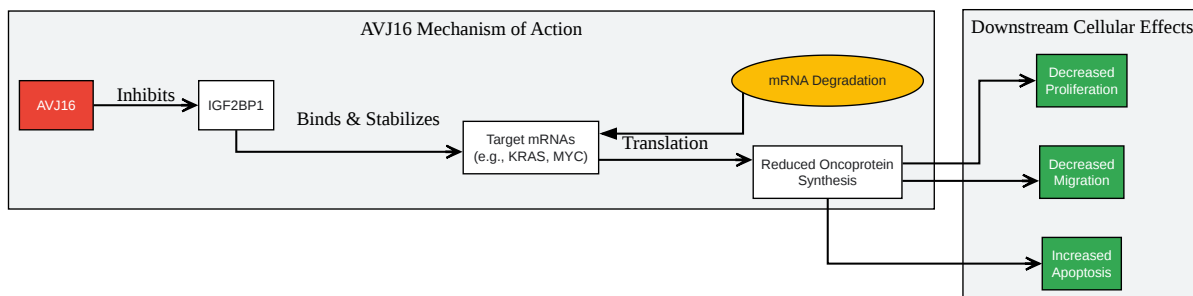 AVJ16 Mechanism of Action
Downstream Cellular Effects
AVJ16
Inhibits
IGF2BP1
Binds & Stabilizes
Target mRNAs
(e.g., KRAS, MYC)
mRNA Degradation
Translation
Reduced Oncoprotein
Synthesis
Decreased
Proliferation
Decreased
Migration
Increased
Apoptosis